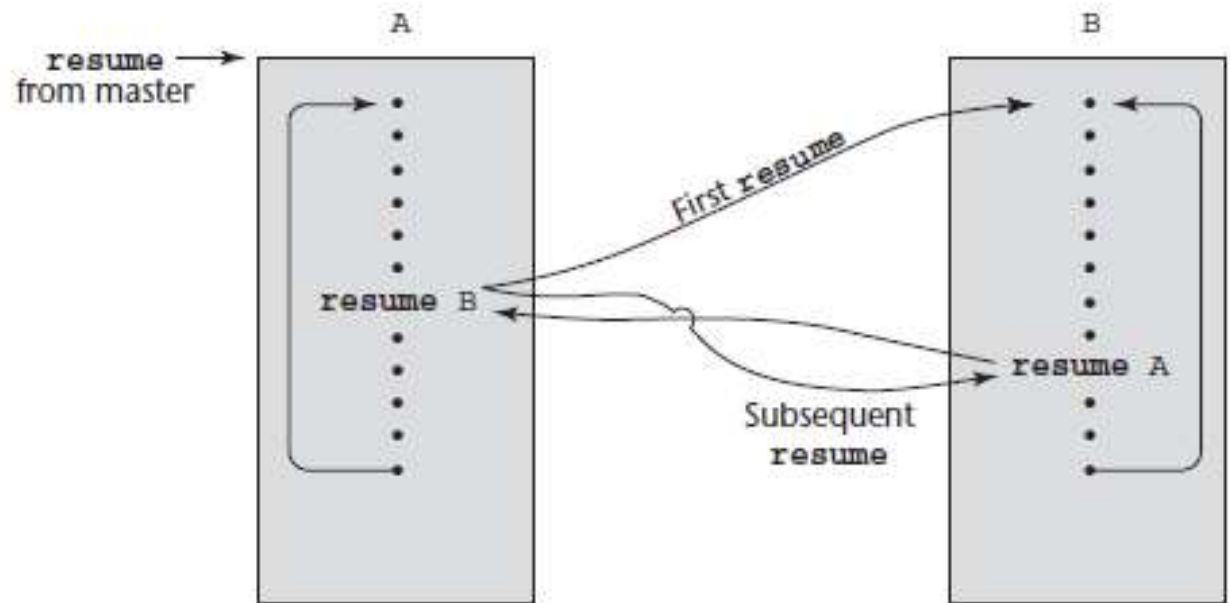 A
B
resume
from master
First resume
resume B
resume A
Subsequent
resume